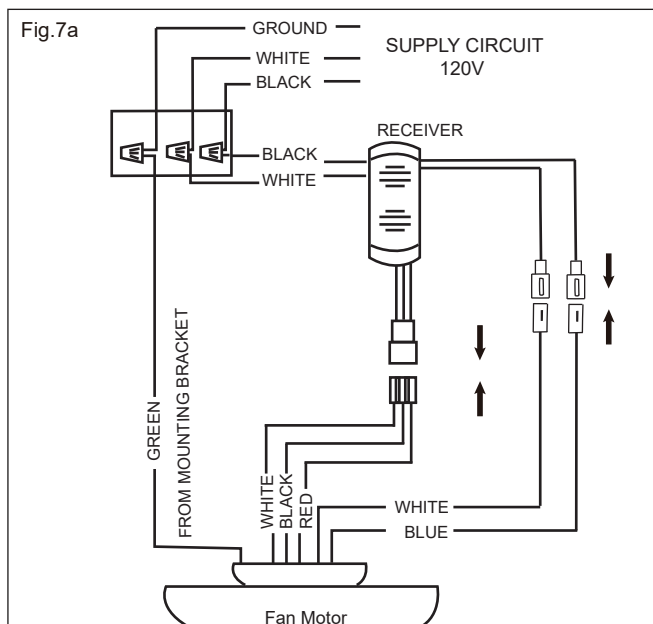 Fig.7a
GROUND
WHITE
BLACK
SUPPLY CIRCUIT
120V
RECEIVER
BLACK
WHITE
GREEN
FROM MOUNTING BRACKET
WHITE
BLACK
RED
WHITE
BLUE
Fan Motor